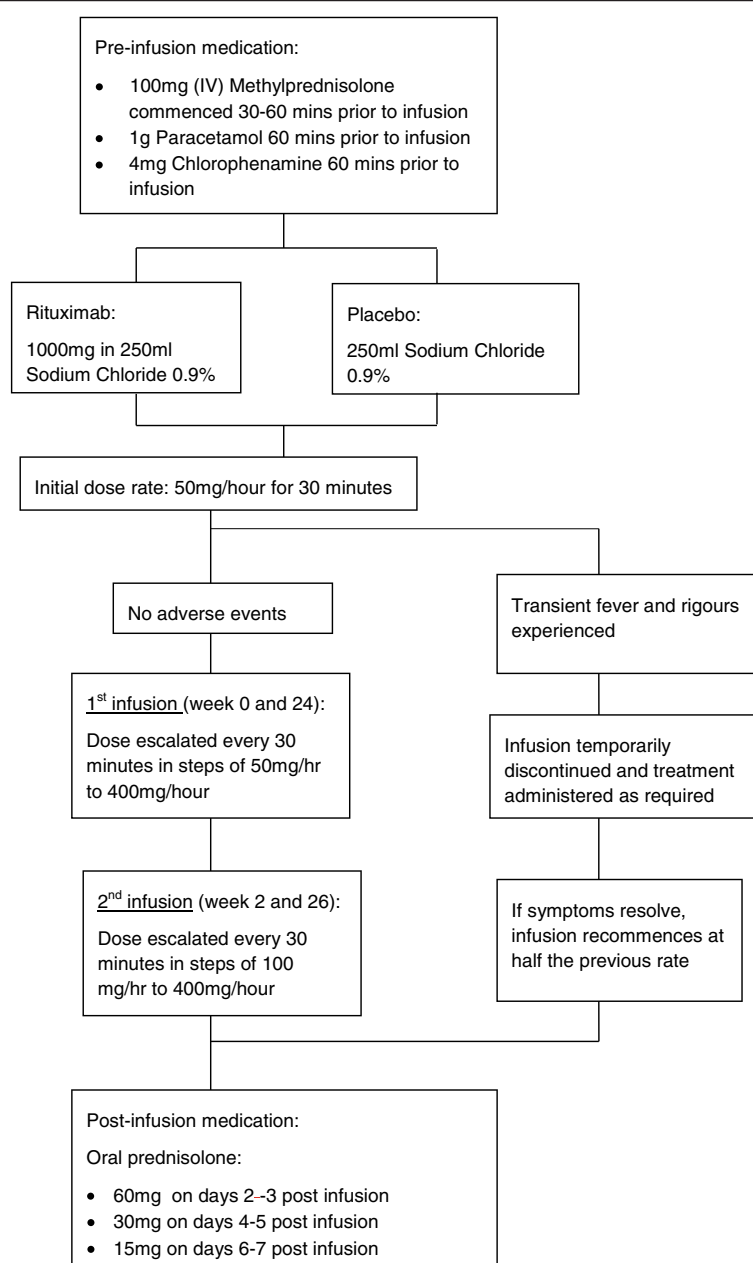 Pre-infusion medication:
• 100mg (IV) Methylprednisolone
commenced 30-60 mins prior to infusion
• 1g Paracetamol 60 mins prior to infusion
• 4mg Chlorophenamine 60 mins prior to
infusion
Rituximab:
1000mg in 250ml
Sodium Chloride 0.9%
Placebo:
250ml Sodium Chloride
0.9%
Initial dose rate: 50mg/hour for 30 minutes
No adverse events
Transient fever and rigours
experienced
1st infusion (week 0 and 24):
Dose escalated every 30
minutes in steps of 50mg/hr
to 400mg/hour
Infusion temporarily
discontinued and treatment
administered as required
2nd infusion (week 2 and 26):
Dose escalated every 30
minutes in steps of 100
mg/hr to 400mg/hour
If symptoms resolve,
infusion recommences at
half the previous rate
Post-infusion medication:
Oral prednisolone:
• 60mg on days 2--3 post infusion
• 30mg on days 4-5 post infusion
• 15mg on days 6-7 post infusion